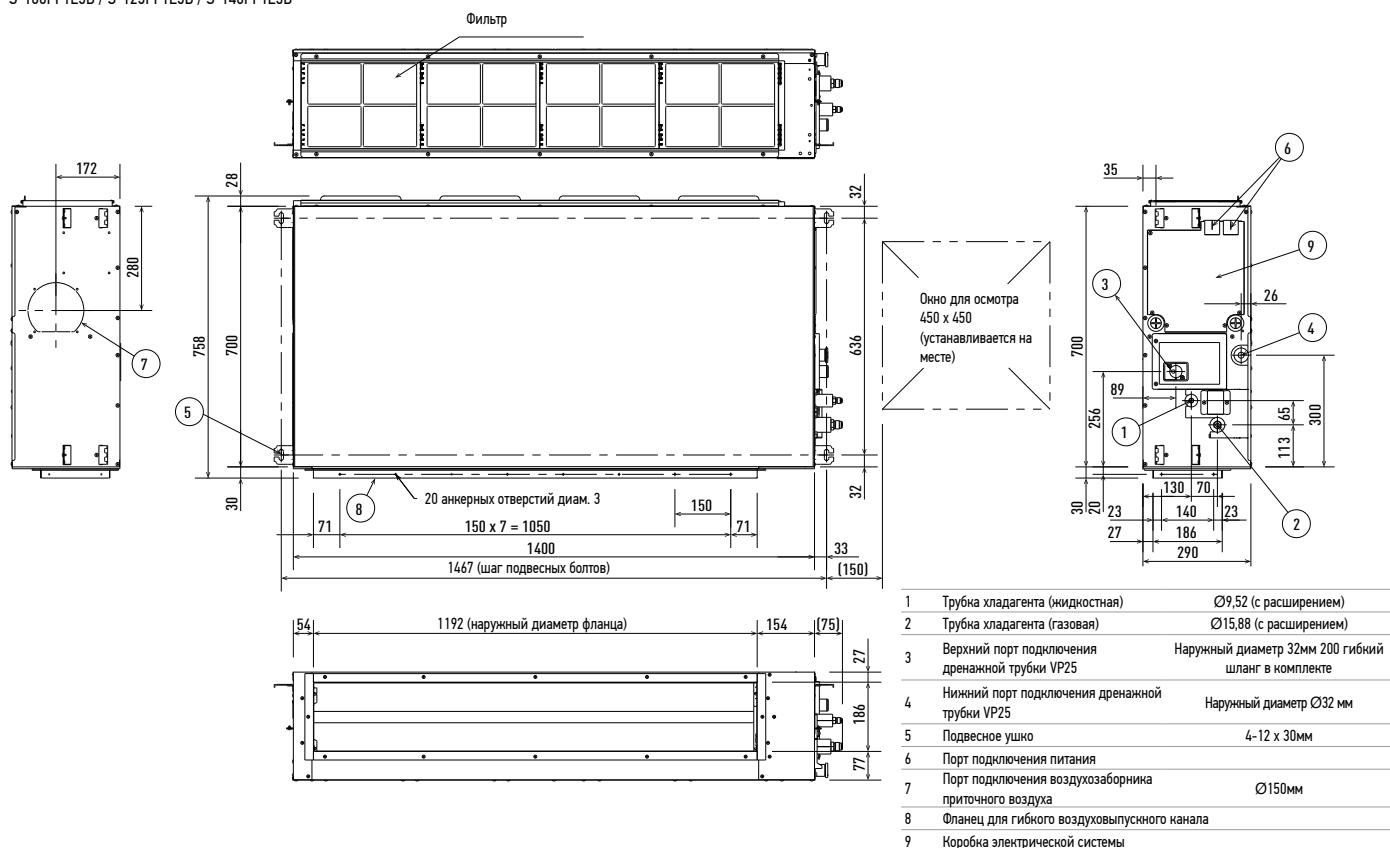 Фильтр
172
280
7
28
758
700
30
5
8
20 анкерных отверстий диам. 3
150
71
150 x 7 = 1050
71
1400
33
1467 (шаг подвесных болтов)
(150)
32
636
32
Окно для осмотра
450 x 450
(устанавливается на
месте)
35
6
9
3
26
4
700
89
256
1
65
300
113
30
20
130
70
23
140
23
27
186
290
2
54
1192 (наружный диаметр фланца)
154
(75)
27
186
77
1 Трубка хладагента (жидкостная) Ø9,52 (с расширением)
2 Трубка хладагента (газовая) Ø15,88 (с расширением)
3 Верхний порт подключения Наружный диаметр 32мм 200 гибкий
дренажной трубки VP25 шланг в комплекте
4 Нижний порт подключения дренажной Наружный диаметр Ø32 мм
трубки VP25
5 Подвесное ушко 4-12 x 30мм
6 Порт подключения питания
7 Порт подключения воздухозаборника Ø150мм
приточного воздуха
8 Фланец для гибкого воздуховыпускного канала
9 Коробка электрической системы